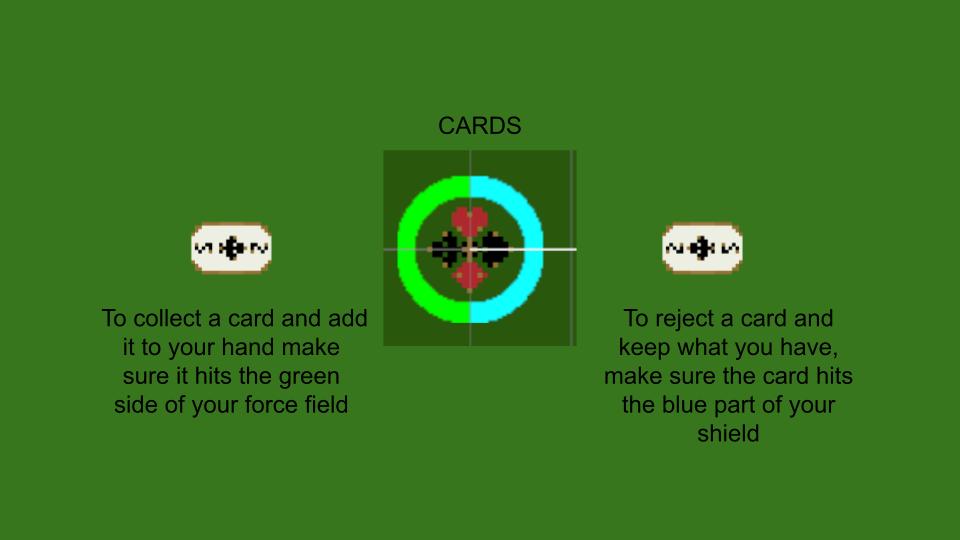 CARDS
To collect a card and add
it to your hand make
sure it hits the green
side of your force field
To reject a card and
keep what you have,
make sure the card hits
the blue part of your
shield